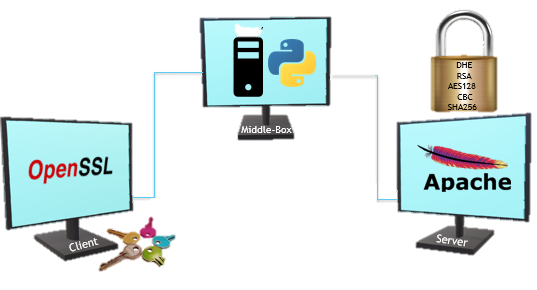 DHE
RSA
AES128
CBC
SHA256
Middle-Box
OpenSSL
Apache
Client
Server